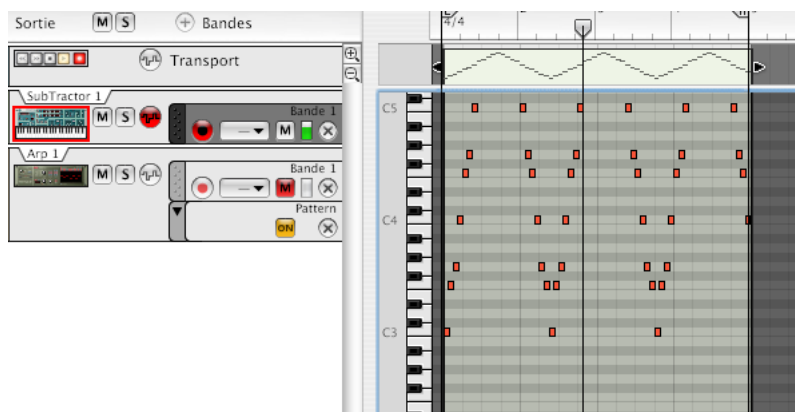 Sortie M S Bandes
4/4
Transport
SubTractor 1
M S
Bande 1
M
Arp 1
M S
Bande 1
M
Pattern
ON
C5
C4
C3